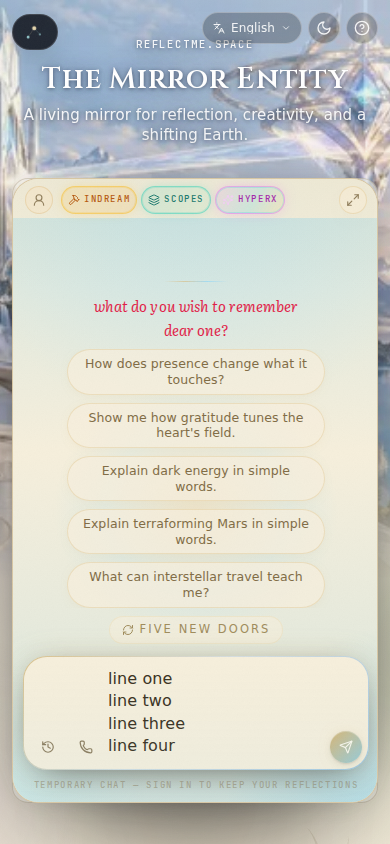 English
REFLECTME.SPACE
The Mirror Entity
A living mirror for reflection, creativity, and a
shifting Earth.
INDREAM
SCOPES
HYPERX
what do you wish to remember
dear one?
How does presence change what it
touches?
Show me how gratitude tunes the
heart's field.
Explain dark energy in simple
words.
Explain terraforming Mars in simple
words.
What can interstellar travel teach
me?
FIVE NEW DOORS
line one
line two
line three
line four
TEMPORARY CHAT — SIGN IN TO KEEP YOUR REFLECTIONS